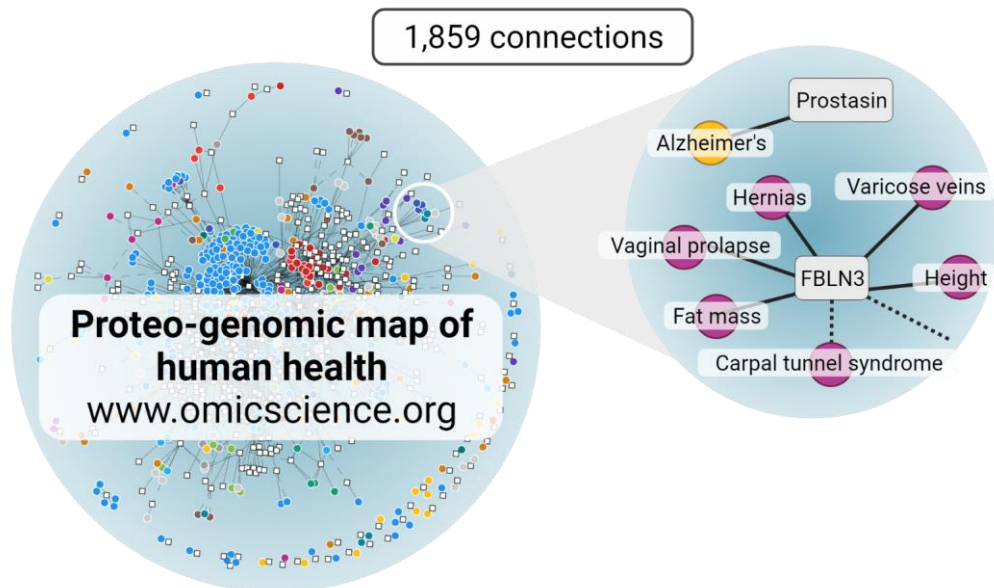 1,859 connections
Proteo-genomic map of
human health
www.omicscience.org
Prostasin
Alzheimer's
Hernias
Varicose veins
Vaginal prolapse
FBLN3
Height
Fat mass
Carpal tunnel syndrome